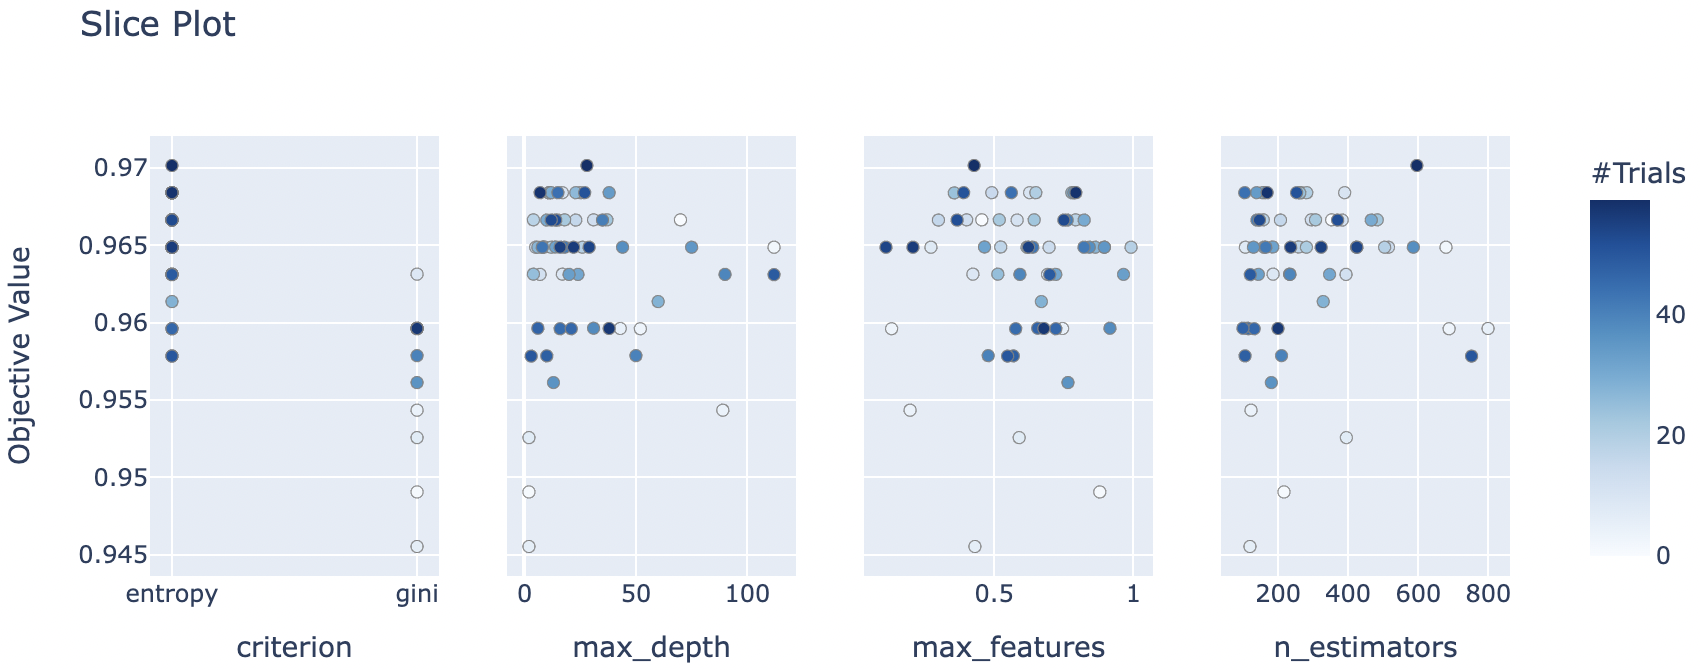 Slice Plot
#Trials
Objective Value
0.97
0.965
0.96
0.955
0.95
0.945
40
20
0
entropy gini
0 50 100
0.5 1
200 400 600 800
criterion
max_depth
max_features
n_estimators